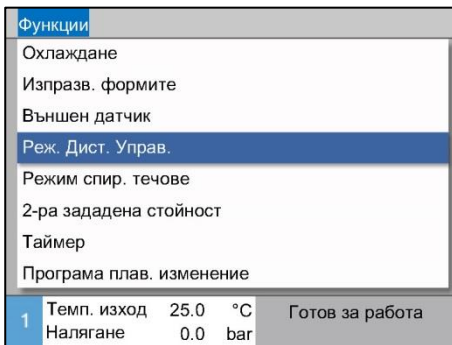 Функции
Охлаждане
Изпразв. формите
Външен датчик
Реж. Дист. Управ.
Режим спир. течове
2-ра зададена стойност
Таймер
Програма плав. изменение
1 Темп. изход 25.0 °C Готов за работа
Налягане 0.0 bar